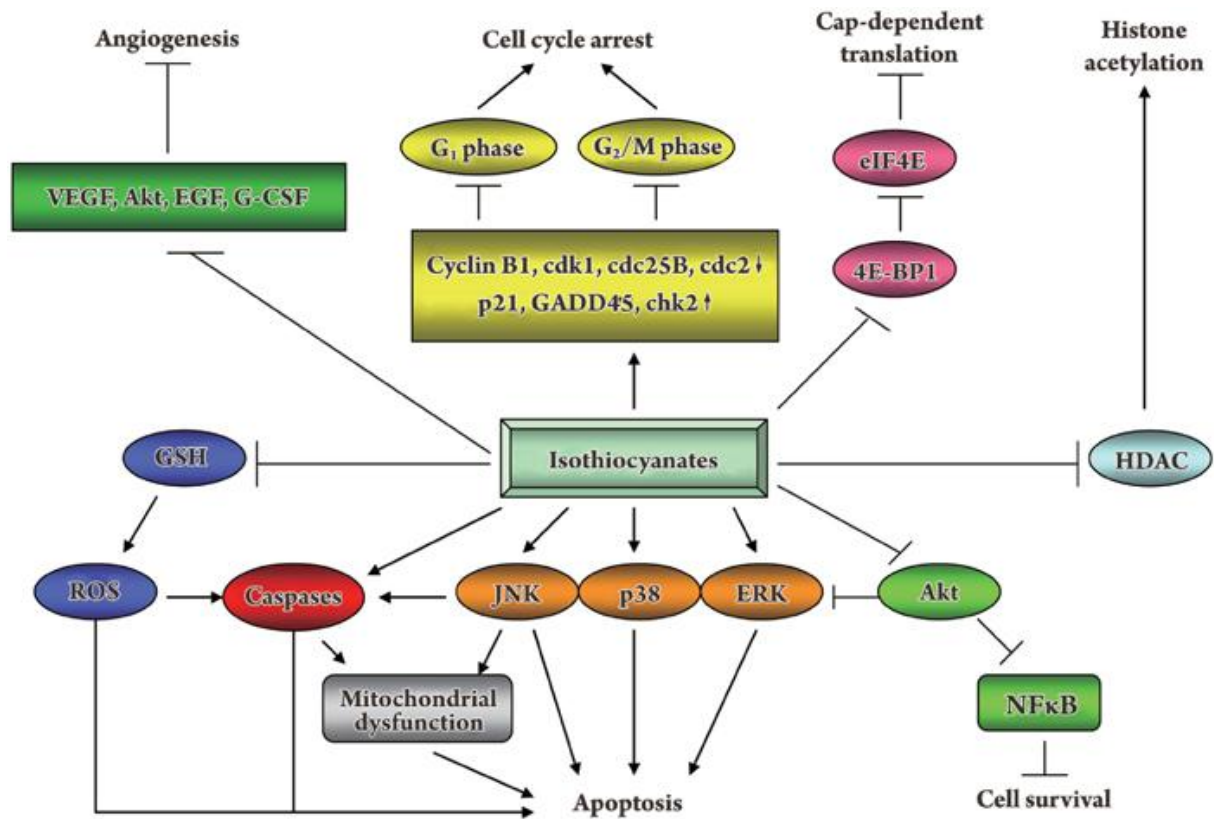 Angiogenesis
Cell cycle arrest
Cap-dependent
translation
Histone
acetylation
G₁ phase
G₂/M phase
eIF4E
VEGF, Akt, EGF, G-CSF
Cyclin B1, cdk1, cdc25B, cdc2↓
p21, GADD45, chk2↑
4E-BP1
GSH
Isothiocyanates
HDAC
ROS
Caspases
JNK
p38
ERK
Akt
Mitochondrial
dysfunction
NFκB
Apoptosis
Cell survival